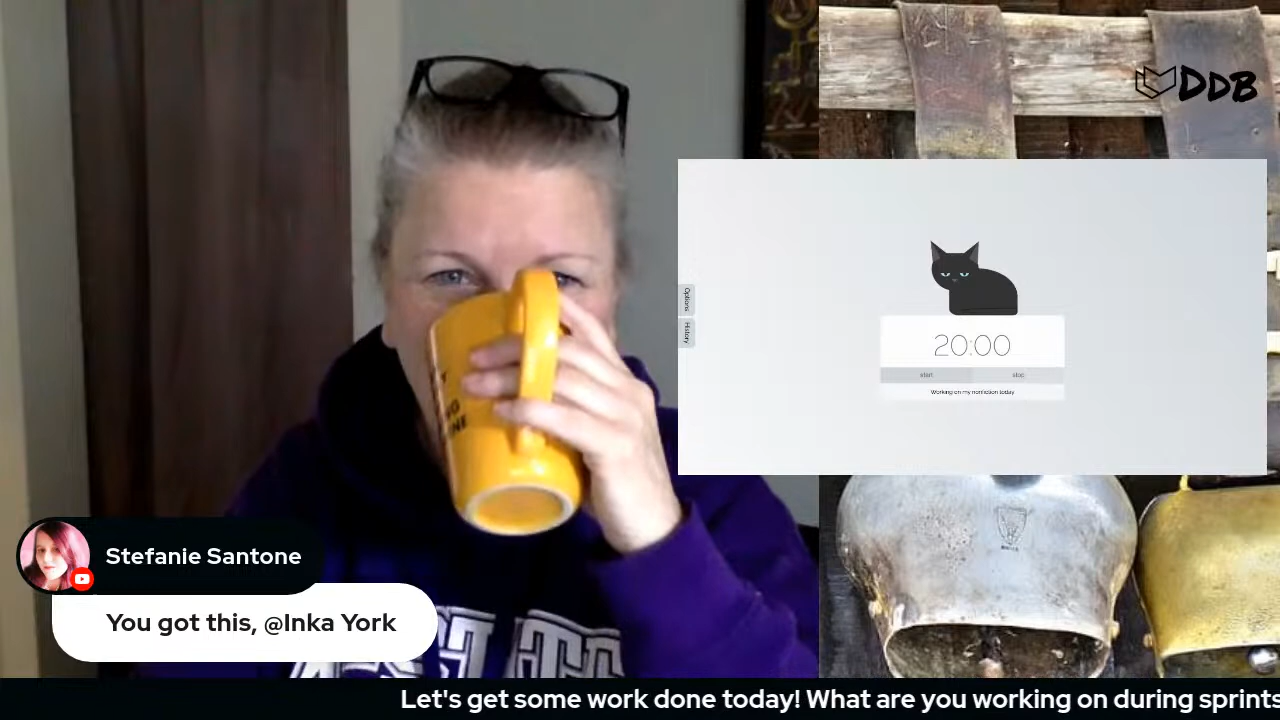 DDB
Options
History
20:00
start
stop
Working on my nonfiction today
Stefanie Santone
You got this, @Inka York
Let's get some work done today! What are you working on during sprints